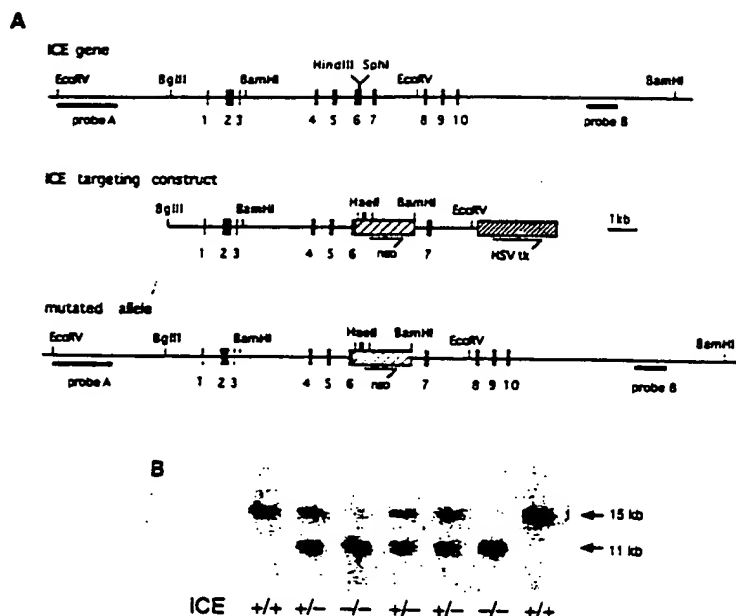 A
ICE gene
HindIII SphI
EcoRV BglII BamHI EcoRV BamHI
probe A 1 2 3 4 5 6 7 8 9 10 probe B
ICE targeting construct
BglII BamHI HaeII BamHI EcoRV 1 kb
1 2 3 4 5 6 neo 7 HSV tk
mutated allele
EcoRV BglII BamHI HaeII BamHI EcoRV BamHI
probe A 1 2 3 4 5 6 neo 7 8 9 10 probe B
B
15 kb
11 kb
ICE +/+ +/− −/− +/− +/− −/− +/+